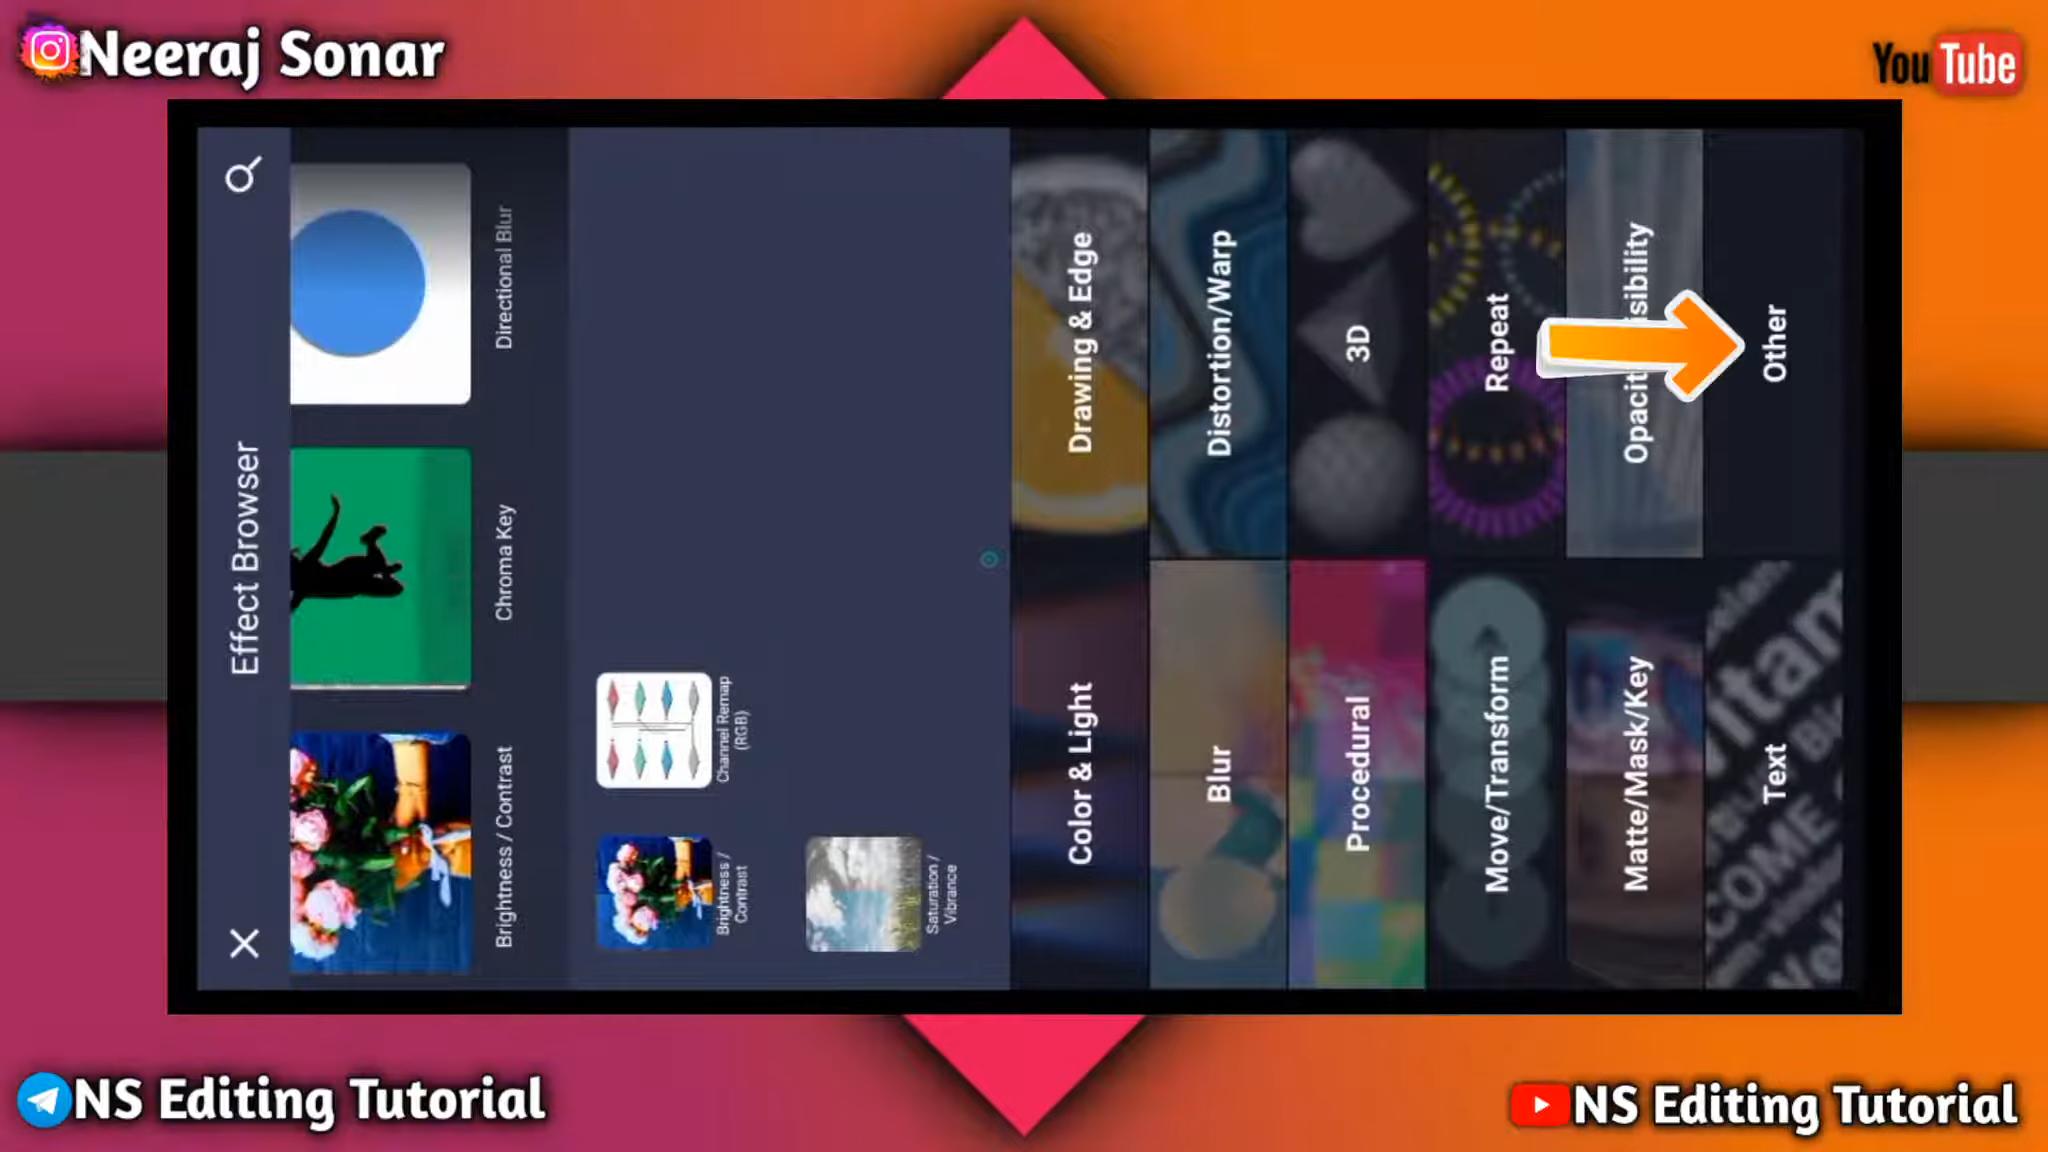 Neeraj Sonar
YouTube
Effect Browser
Brightness / Contrast
Chroma Key
Directional Blur
Brightness /
Contrast
Channel Remap
(RGB)
Saturation /
Vibrance
Color & Light
Drawing & Edge
Blur
Distortion/Warp
Procedural
3D
Move/Transform
Repeat
Matte/Mask/Key
Text
Other
NS Editing Tutorial
NS Editing Tutorial